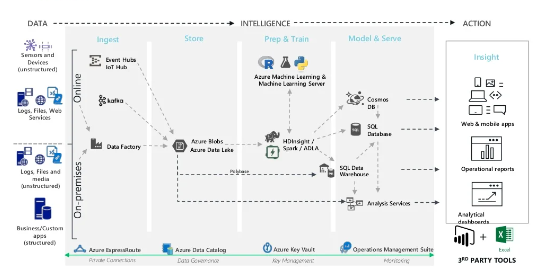 DATA
INTELLIGENCE
ACTION
Ingest
Store
Prep & Train
Model & Serve
Sensors and
Devices
(unstructured)
Logs, Files, Web
Services
Logs, Files and
media
(unstructured)
Business/Custom
apps
(structured)
Online
On-premises
Event Hubs
IoT Hub
kafka
Data Factory
Azure Blobs
Azure Data Lake
R
Azure Machine Learning &
Machine Learning Server
HDInsight /
Spark / ADLA
Polybase
Cosmos
DB
SQL
Database
SQL Data
Warehouse
Analysis Services
Insight
Web & mobile apps
Operational reports
Analytical
dashboards
+
Excel
3RD PARTY TOOLS
Azure ExpressRoute
Private Connections
Azure Data Catalog
Data Governance
Azure Key Vault
Key Management
Operations Management Suite
Monitoring